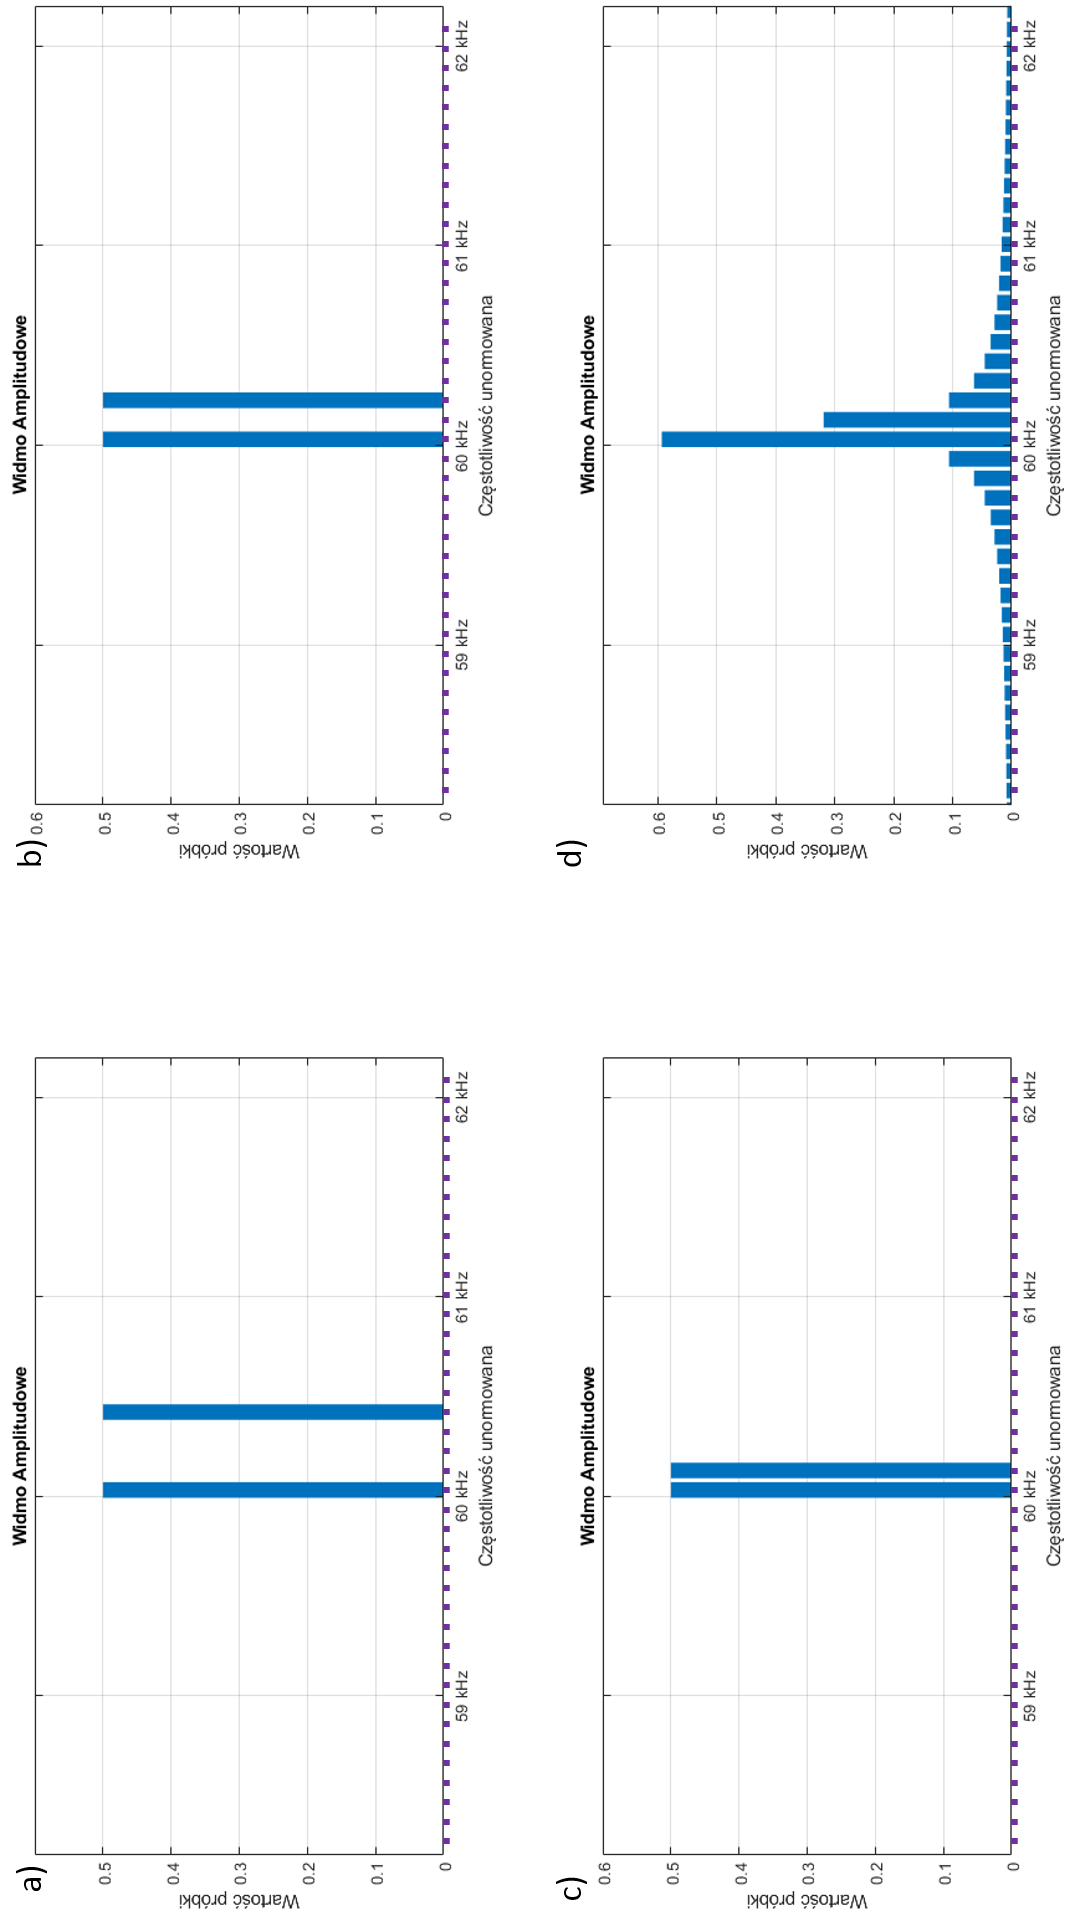 a)
Widmo Amplitudowe
0.5
0.4
0.3
0.2
0.1
0
Wartość próbki
59 kHz 60 kHz 61 kHz 62 kHz
Częstotliwość unormowana
b)
Widmo Amplitudowe
0.6
0.5
0.4
0.3
0.2
0.1
0
Wartość próbki
59 kHz 60 kHz 61 kHz 62 kHz
Częstotliwość unormowana
c)
Widmo Amplitudowe
0.6
0.5
0.4
0.3
0.2
0.1
0
Wartość próbki
59 kHz 60 kHz 61 kHz 62 kHz
Częstotliwość unormowana
d)
Widmo Amplitudowe
0.6
0.5
0.4
0.3
0.2
0.1
0
Wartość próbki
59 kHz 60 kHz 61 kHz 62 kHz
Częstotliwość unormowana